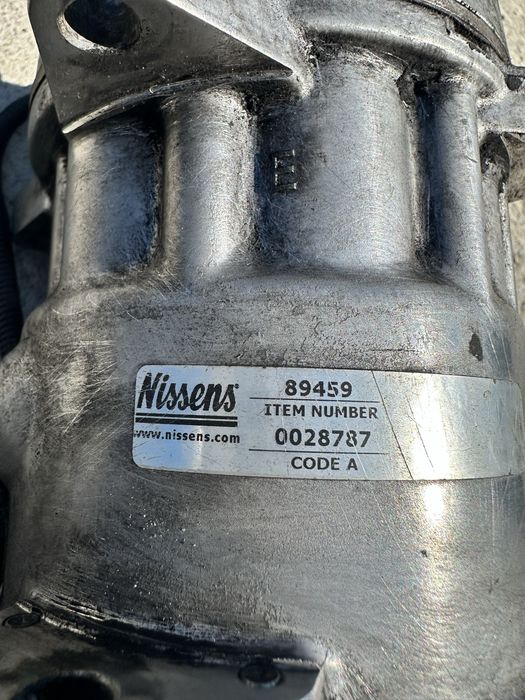 Nissens
www.nissens.com
89459
ITEM NUMBER
0028787
CODE A